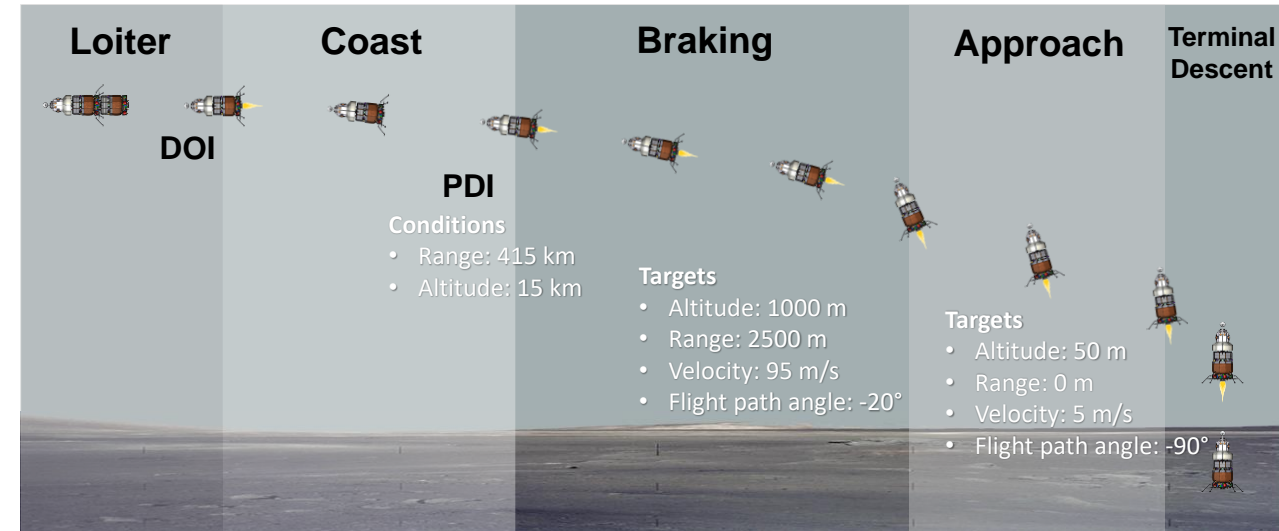 Loiter
Coast
Braking
Approach
Terminal
Descent
DOI
PDI
Conditions
• Range: 415 km
• Altitude: 15 km
Targets
• Altitude: 1000 m
• Range: 2500 m
• Velocity: 95 m/s
• Flight path angle: -20°
Targets
• Altitude: 50 m
• Range: 0 m
• Velocity: 5 m/s
• Flight path angle: -90°